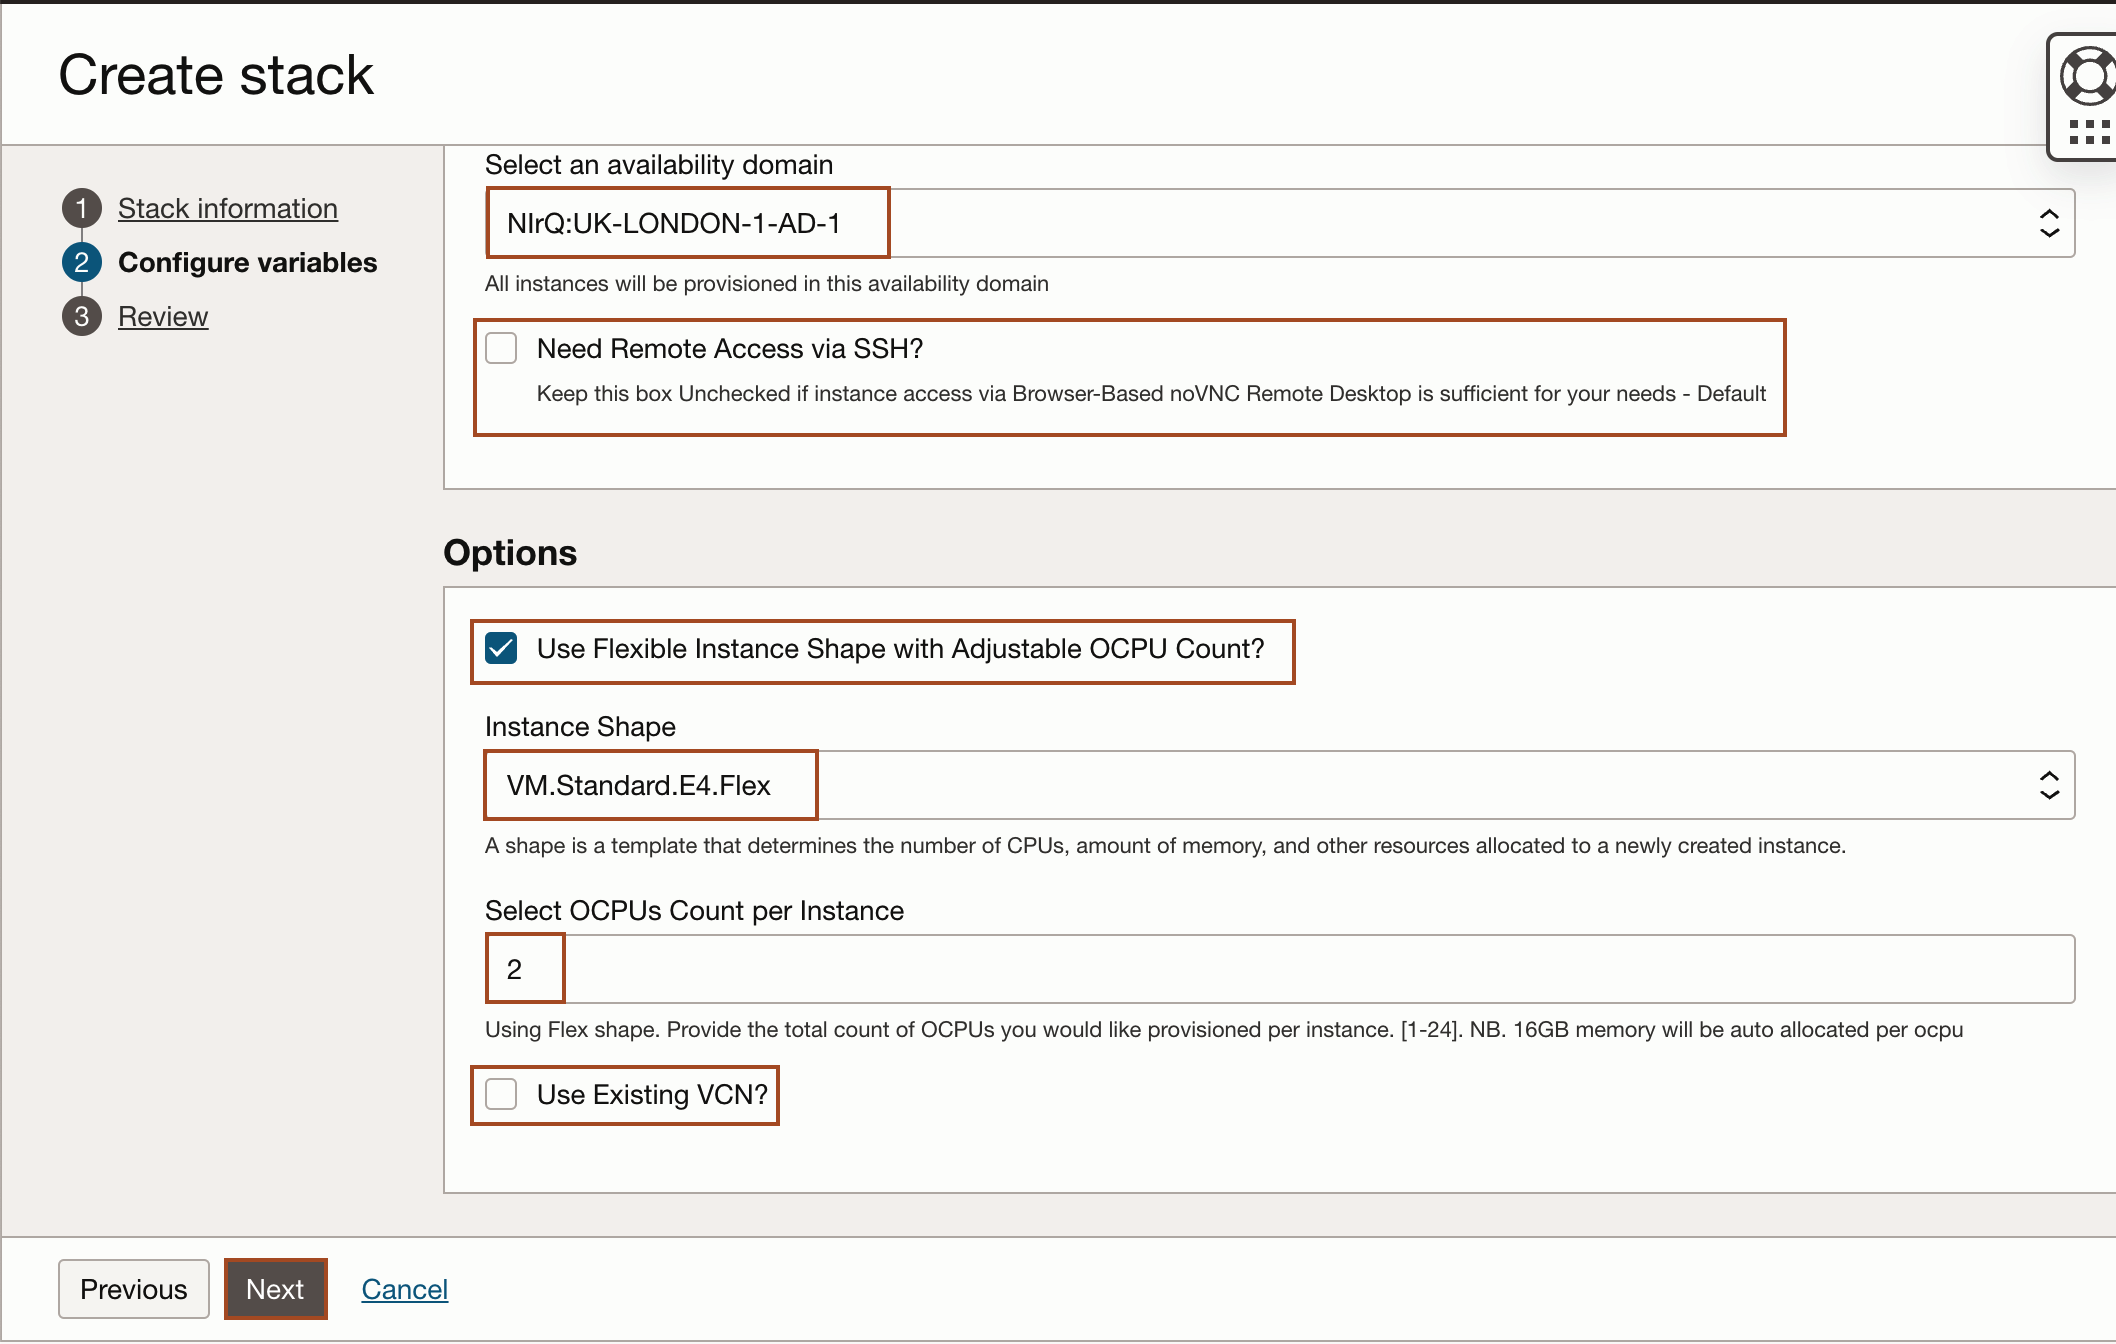 Create stack
1 Stack information
2 Configure variables
3 Review
Select an availability domain
NIrQ:UK-LONDON-1-AD-1
All instances will be provisioned in this availability domain
Need Remote Access via SSH?
Keep this box Unchecked if instance access via Browser-Based noVNC Remote Desktop is sufficient for your needs - Default
Options
Use Flexible Instance Shape with Adjustable OCPU Count?
Instance Shape
VM.Standard.E4.Flex
A shape is a template that determines the number of CPUs, amount of memory, and other resources allocated to a newly created instance.
Select OCPUs Count per Instance
2
Using Flex shape. Provide the total count of OCPUs you would like provisioned per instance. [1-24]. NB. 16GB memory will be auto allocated per ocpu
Use Existing VCN?
Previous Next Cancel